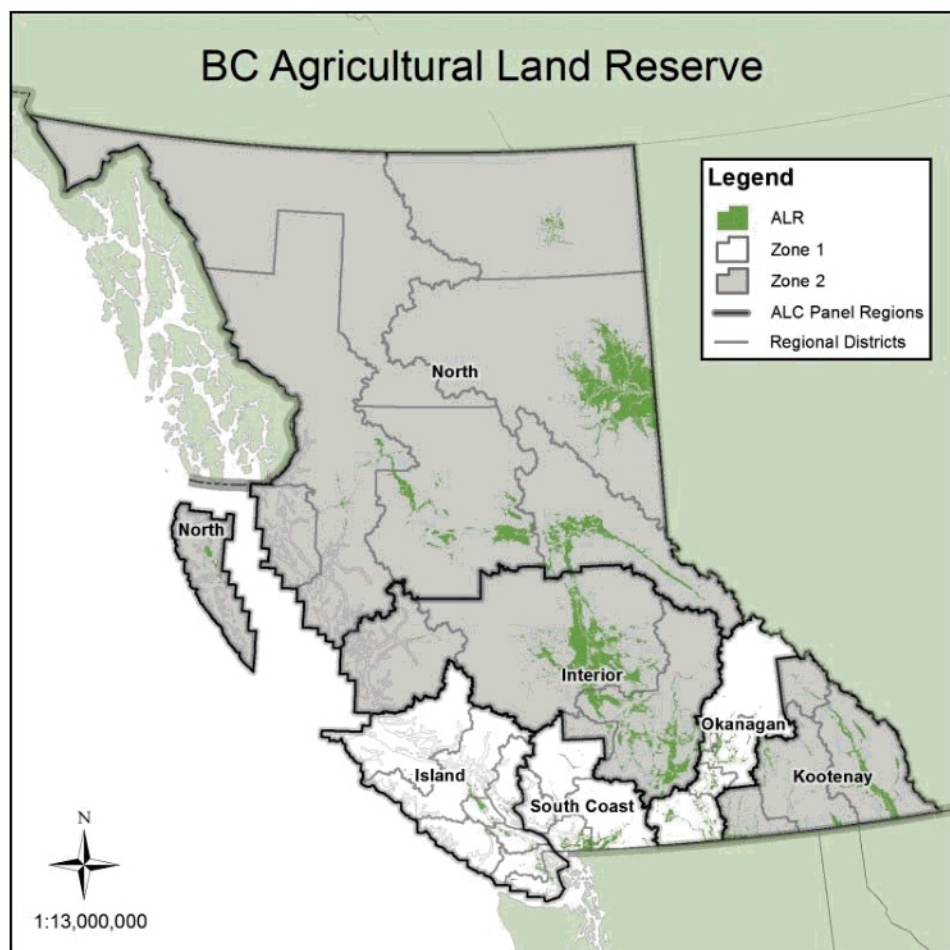 BC Agricultural Land Reserve
Legend
ALR
Zone 1
Zone 2
ALC Panel Regions
Regional Districts
North
North
Interior
Okanagan
Island
Kootenay
South Coast
N
1:13,000,000